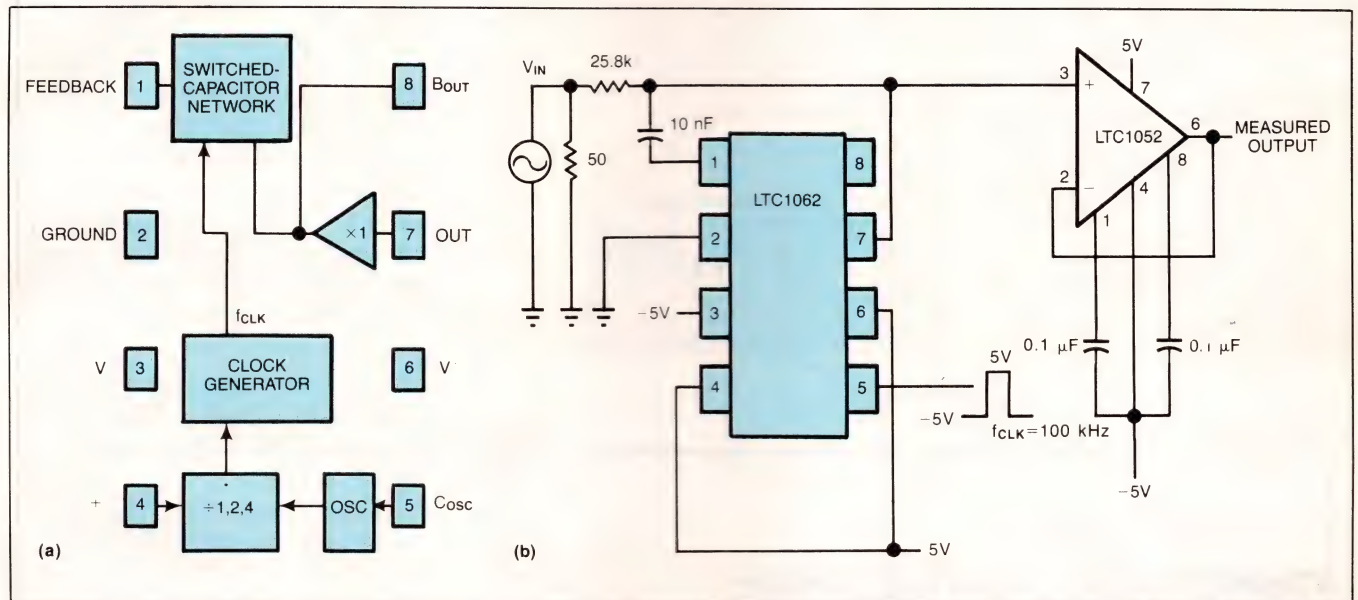 FEEDBACK
1
SWITCHED-
CAPACITOR
NETWORK
8
BOUT
GROUND
2
×1
7
OUT
fCLK
V
3
CLOCK
GENERATOR
6
V
+
4
÷1,2,4
OSC
5
COSC
(a)
VIN
25.8k
10 nF
50
1
8
LTC1062
2
7
-5V
3
6
4
5
5V
-5V
fCLK=100 kHz
5V
(b)
5V
3
+
7
LTC1052
6
MEASURED
OUTPUT
8
2
−
4
1
0.1 µF
0.1 µF
-5V